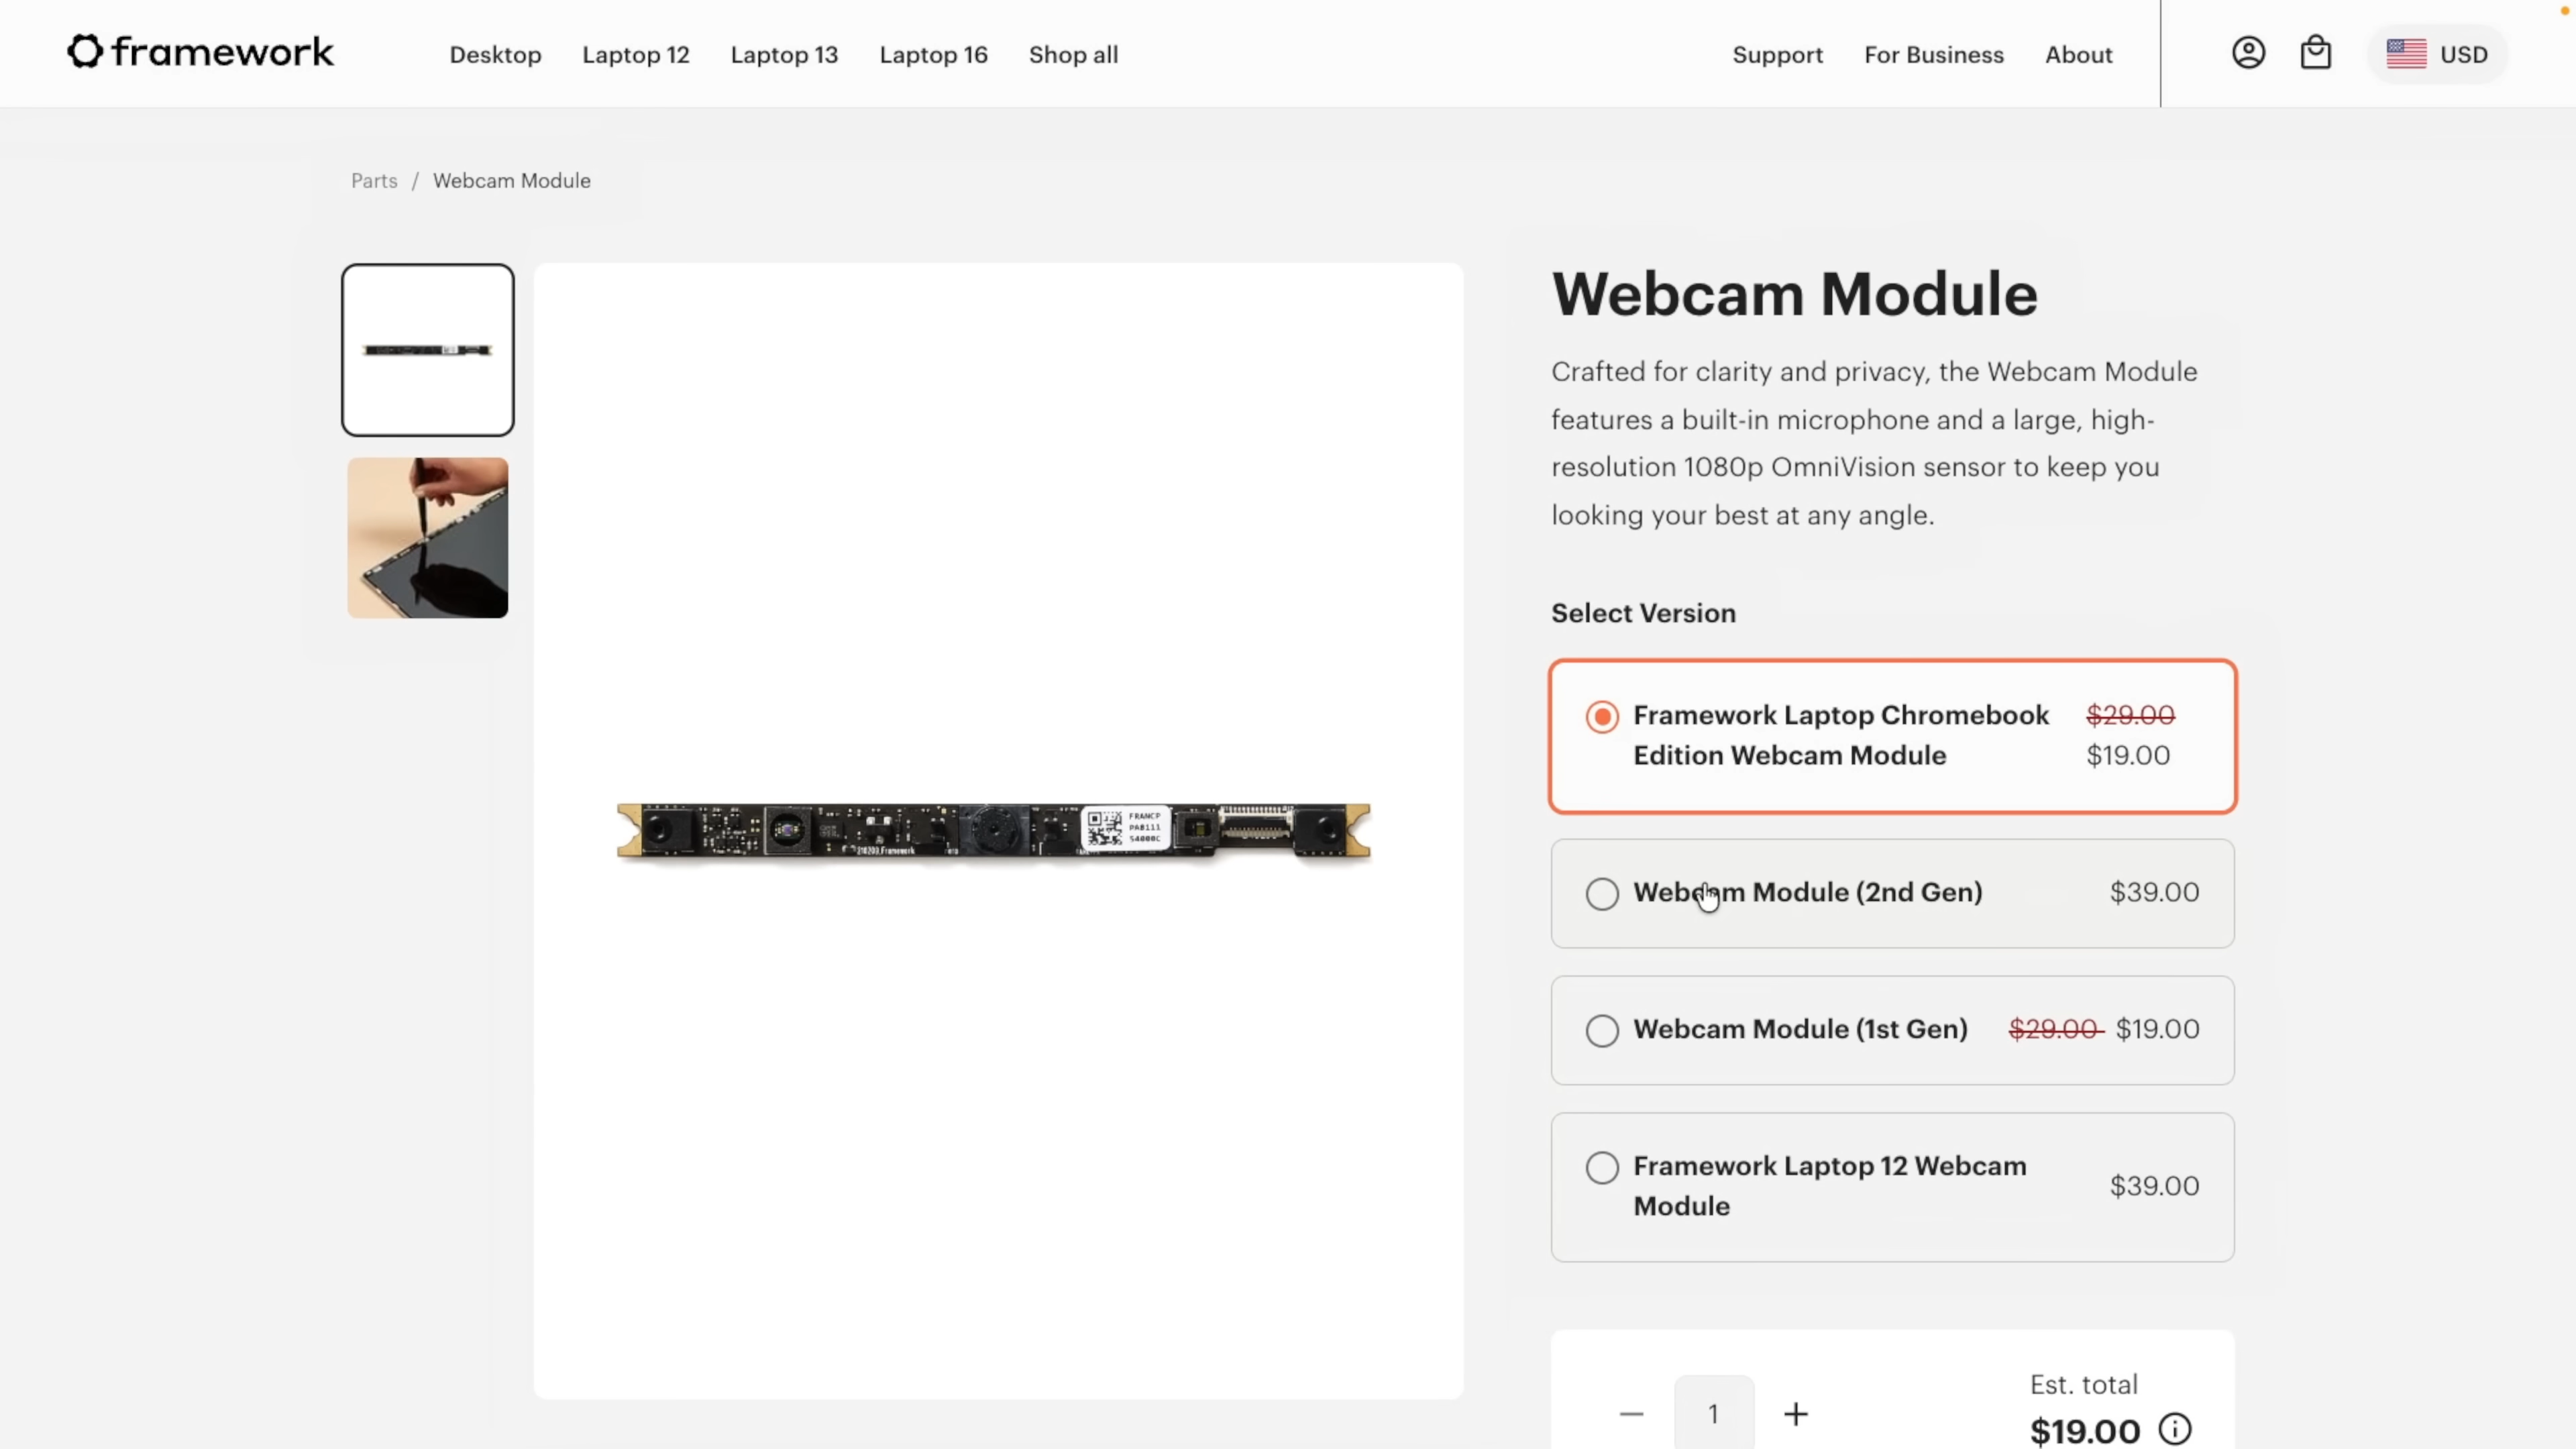 framework
Desktop
Laptop 12
Laptop 13
Laptop 16
Shop all
Support
For Business
About
USD
Parts / Webcam Module
Webcam Module
Crafted for clarity and privacy, the Webcam Module
features a built-in microphone and a large, high-
resolution 1080p OmniVision sensor to keep you
looking your best at any angle.
Select Version
Framework Laptop Chromebook $29.00
Edition Webcam Module $19.00
Webcam Module (2nd Gen) $39.00
Webcam Module (1st Gen) $29.00 $19.00
Framework Laptop 12 Webcam
Module
$39.00
FRANCP
Est. total
1
$19.00